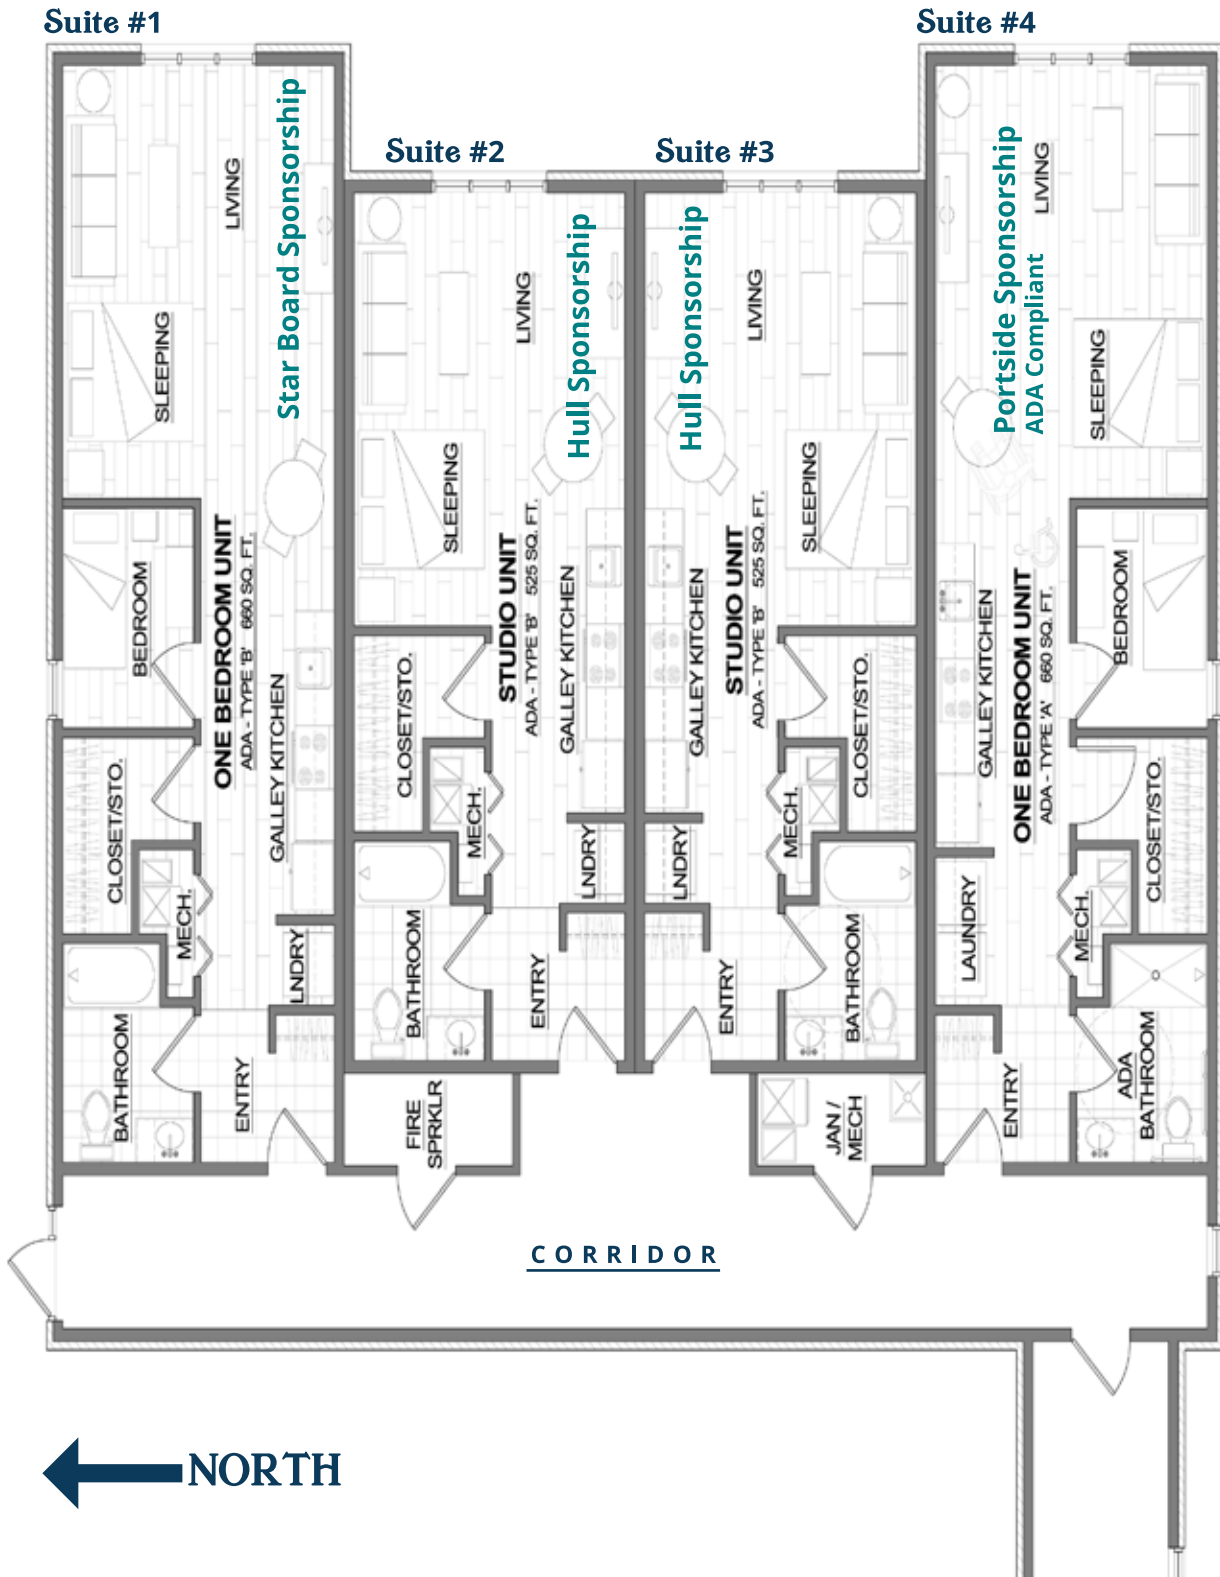 Suite #1
Suite #4
Suite #2
Suite #3
Star Board Sponsorship
LIVING
SLEEPING
BEDROOM
ONE BEDROOM UNIT
ADA - TYPE 'B' 660 SQ. FT.
GALLEY KITCHEN
CLOSET/STO.
MECH.
LNDRY
BATHROOM
ENTRY
Hull Sponsorship
LIVING
SLEEPING
STUDIO UNIT
ADA - TYPE 'B' 525 SQ. FT.
GALLEY KITCHEN
CLOSET/STO.
MECH.
LNDRY
BATHROOM
ENTRY
FIRE
SPRKLR
Hull Sponsorship
LIVING
SLEEPING
STUDIO UNIT
ADA - TYPE 'B' 525 SQ. FT.
GALLEY KITCHEN
CLOSET/STO.
MECH.
LNDRY
BATHROOM
ENTRY
JAN /
MECH
Portside Sponsorship
ADA Compliant
LIVING
SLEEPING
BEDROOM
ONE BEDROOM UNIT
ADA - TYPE 'A' 660 SQ. FT.
GALLEY KITCHEN
CLOSET/STO.
MECH.
LAUNDRY
ADA
BATHROOM
ENTRY
CORRIDOR
NORTH